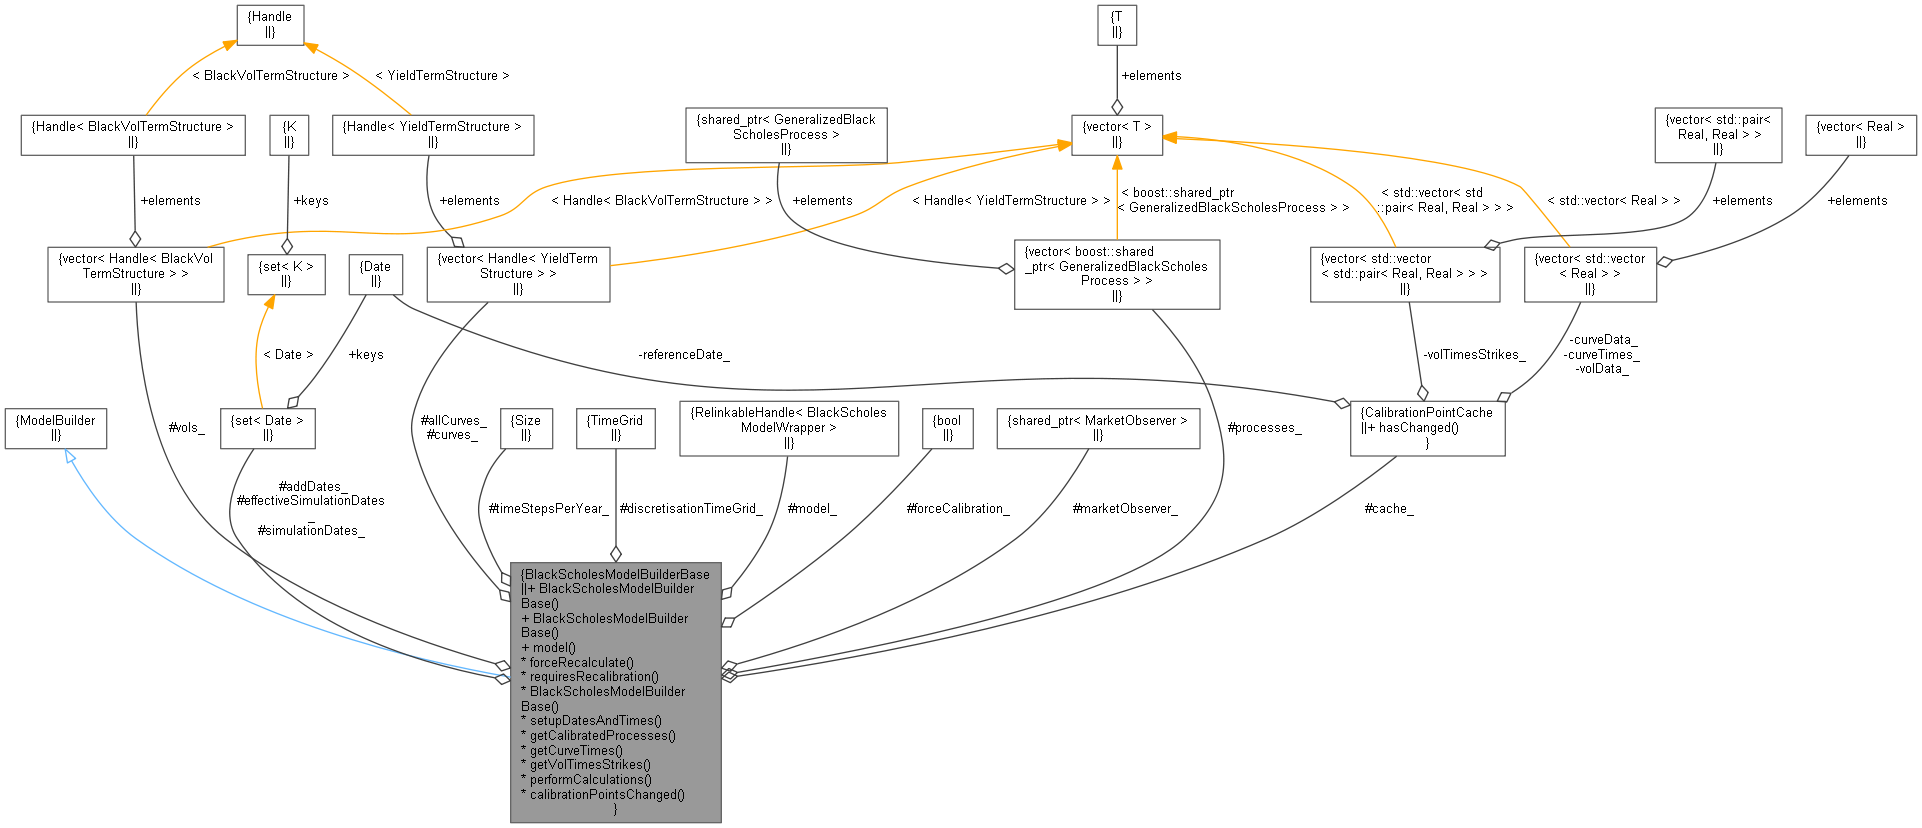 {Handle
||}
{T
||}
< BlackVolTermStructure >
< YieldTermStructure >
+elements
{Handle< BlackVolTermStructure >
||}
{K
||}
{Handle< YieldTermStructure >
||}
{shared_ptr< GeneralizedBlack
ScholesProcess >
||}
{vector< T >
||}
{vector< std::pair<
Real, Real > >
||}
{vector< Real >
||}
+elements
+keys
+elements
< Handle< BlackVolTermStructure > >
+elements
< Handle< YieldTermStructure > >
< boost::shared_ptr
< GeneralizedBlackScholesProcess > >
< std::vector< std
::pair< Real, Real > > >
< std::vector< Real > >
+elements
+elements
{vector< Handle< BlackVol
TermStructure > >
||}
{set< K >
||}
{Date
||}
{vector< Handle< YieldTerm
Structure > >
||}
{vector< boost::shared
_ptr< GeneralizedBlackScholes
Process > >
||}
{vector< std::vector
< std::pair< Real, Real > > >
||}
{vector< std::vector
< Real > >
||}
< Date >
+keys
-referenceDate_
-volTimesStrikes_
-curveData_
-curveTimes_
-volData_
{ModelBuilder
||}
#vols_
{set< Date >
||}
#allCurves_
#curves_
{Size
||}
{TimeGrid
||}
{RelinkableHandle< BlackScholes
ModelWrapper >
||}
{bool
||}
{shared_ptr< MarketObserver >
||}
#processes_
{CalibrationPointCache
||+ hasChanged()
}
#addDates_
#effectiveSimulationDates
_
#simulationDates_
#timeStepsPerYear_
#discretisationTimeGrid_
#model_
#forceCalibration_
#marketObserver_
#cache_
{BlackScholesModelBuilderBase
||+ BlackScholesModelBuilder
Base()
+ BlackScholesModelBuilder
Base()
+ model()
* forceRecalculate()
* requiresRecalibration()
* BlackScholesModelBuilder
Base()
* setupDatesAndTimes()
* getCalibratedProcesses()
* getCurveTimes()
* getVolTimesStrikes()
* performCalculations()
* calibrationPointsChanged()
}